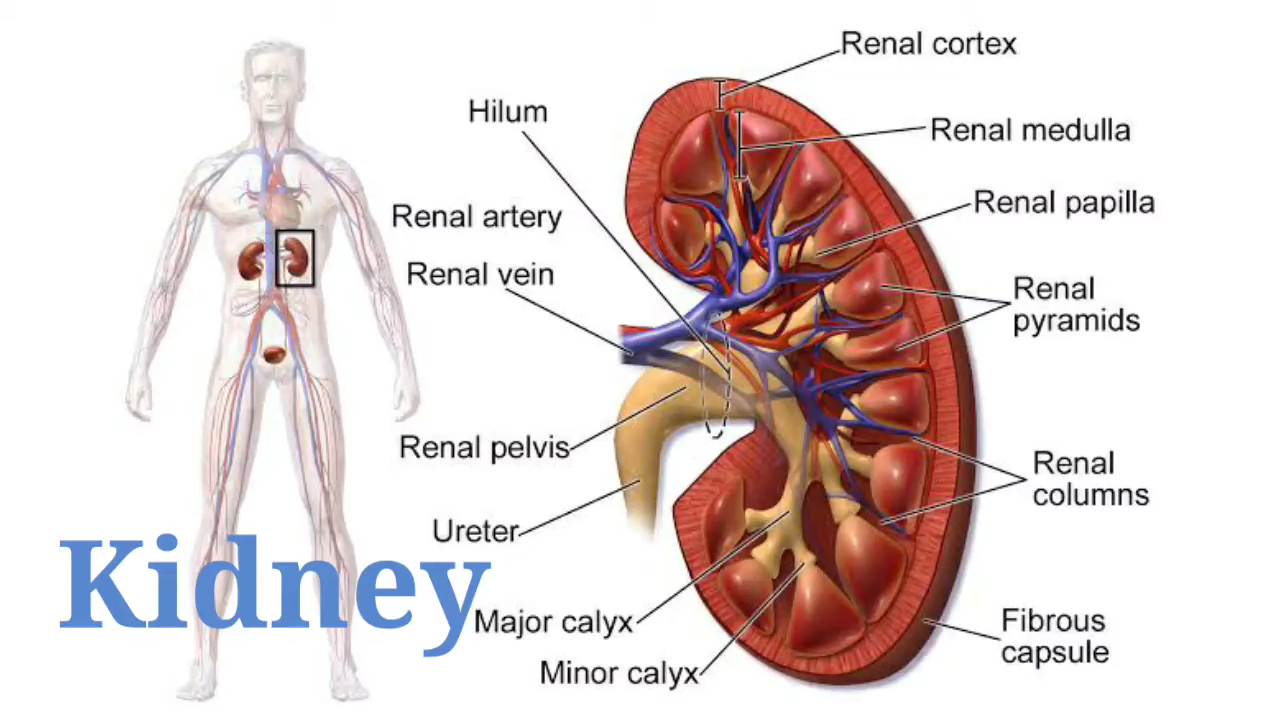 Renal cortex
Hilum
Renal medulla
Renal artery
Renal papilla
Renal vein
Renal
pyramids
Renal pelvis
Renal
columns
Ureter
Kidney
Major calyx
Fibrous
capsule
Minor calyx